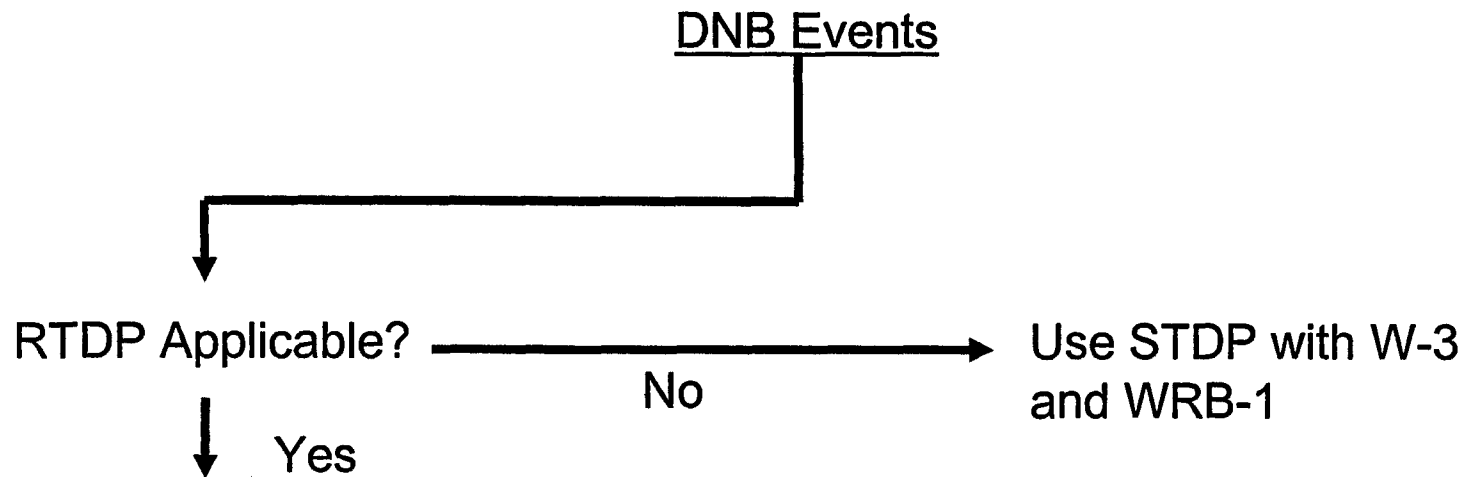 DNB Events
RTDP Applicable?
No
Use STDP with W-3
and WRB-1
Yes